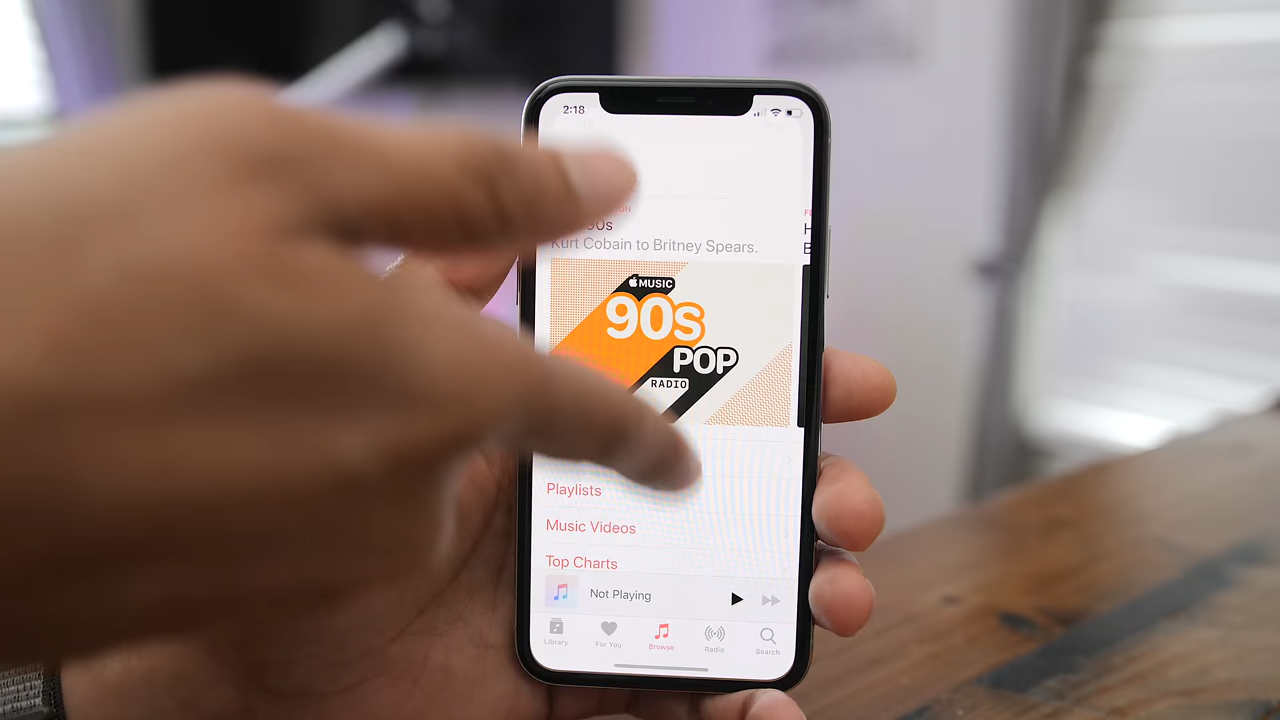 2:18
90s
Kurt Cobain to Britney Spears.
H
B
MUSIC
90s
POP
RADIO
Playlists
Music Videos
Top Charts
Not Playing
Library
For You
Browse
Radio
Search